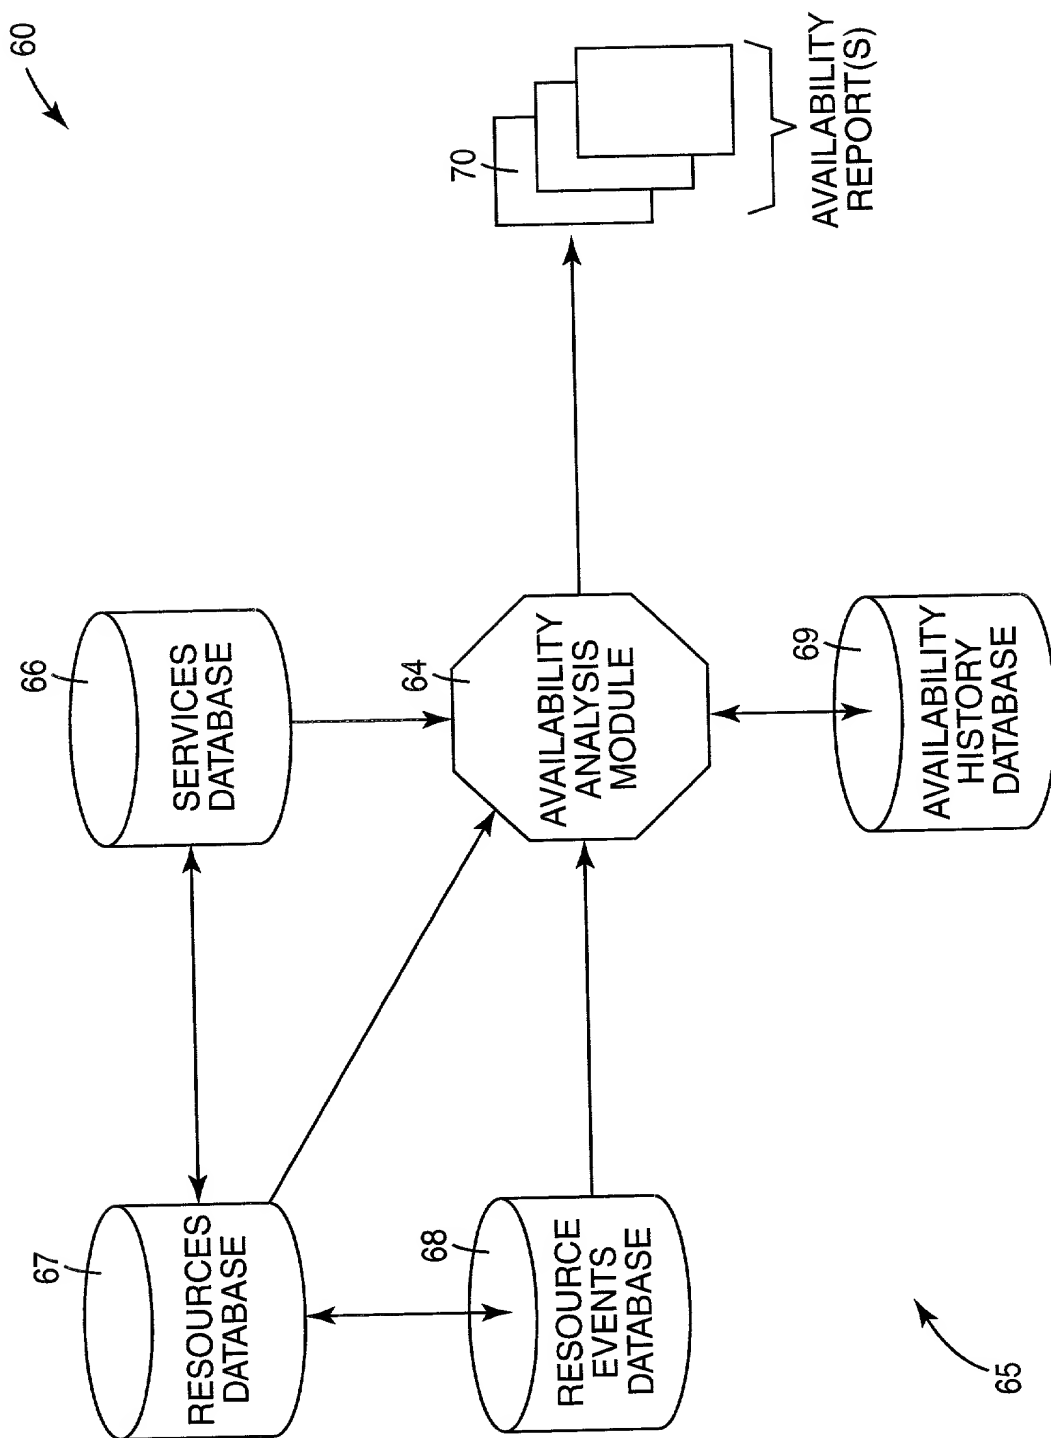 60
67
RESOURCES
DATABASE
66
SERVICES
DATABASE
68
RESOURCE
EVENTS
DATABASE
64
AVAILABILITY
ANALYSIS
MODULE
70
AVAILABILITY
REPORT(S)
69
AVAILABILITY
HISTORY
DATABASE
65